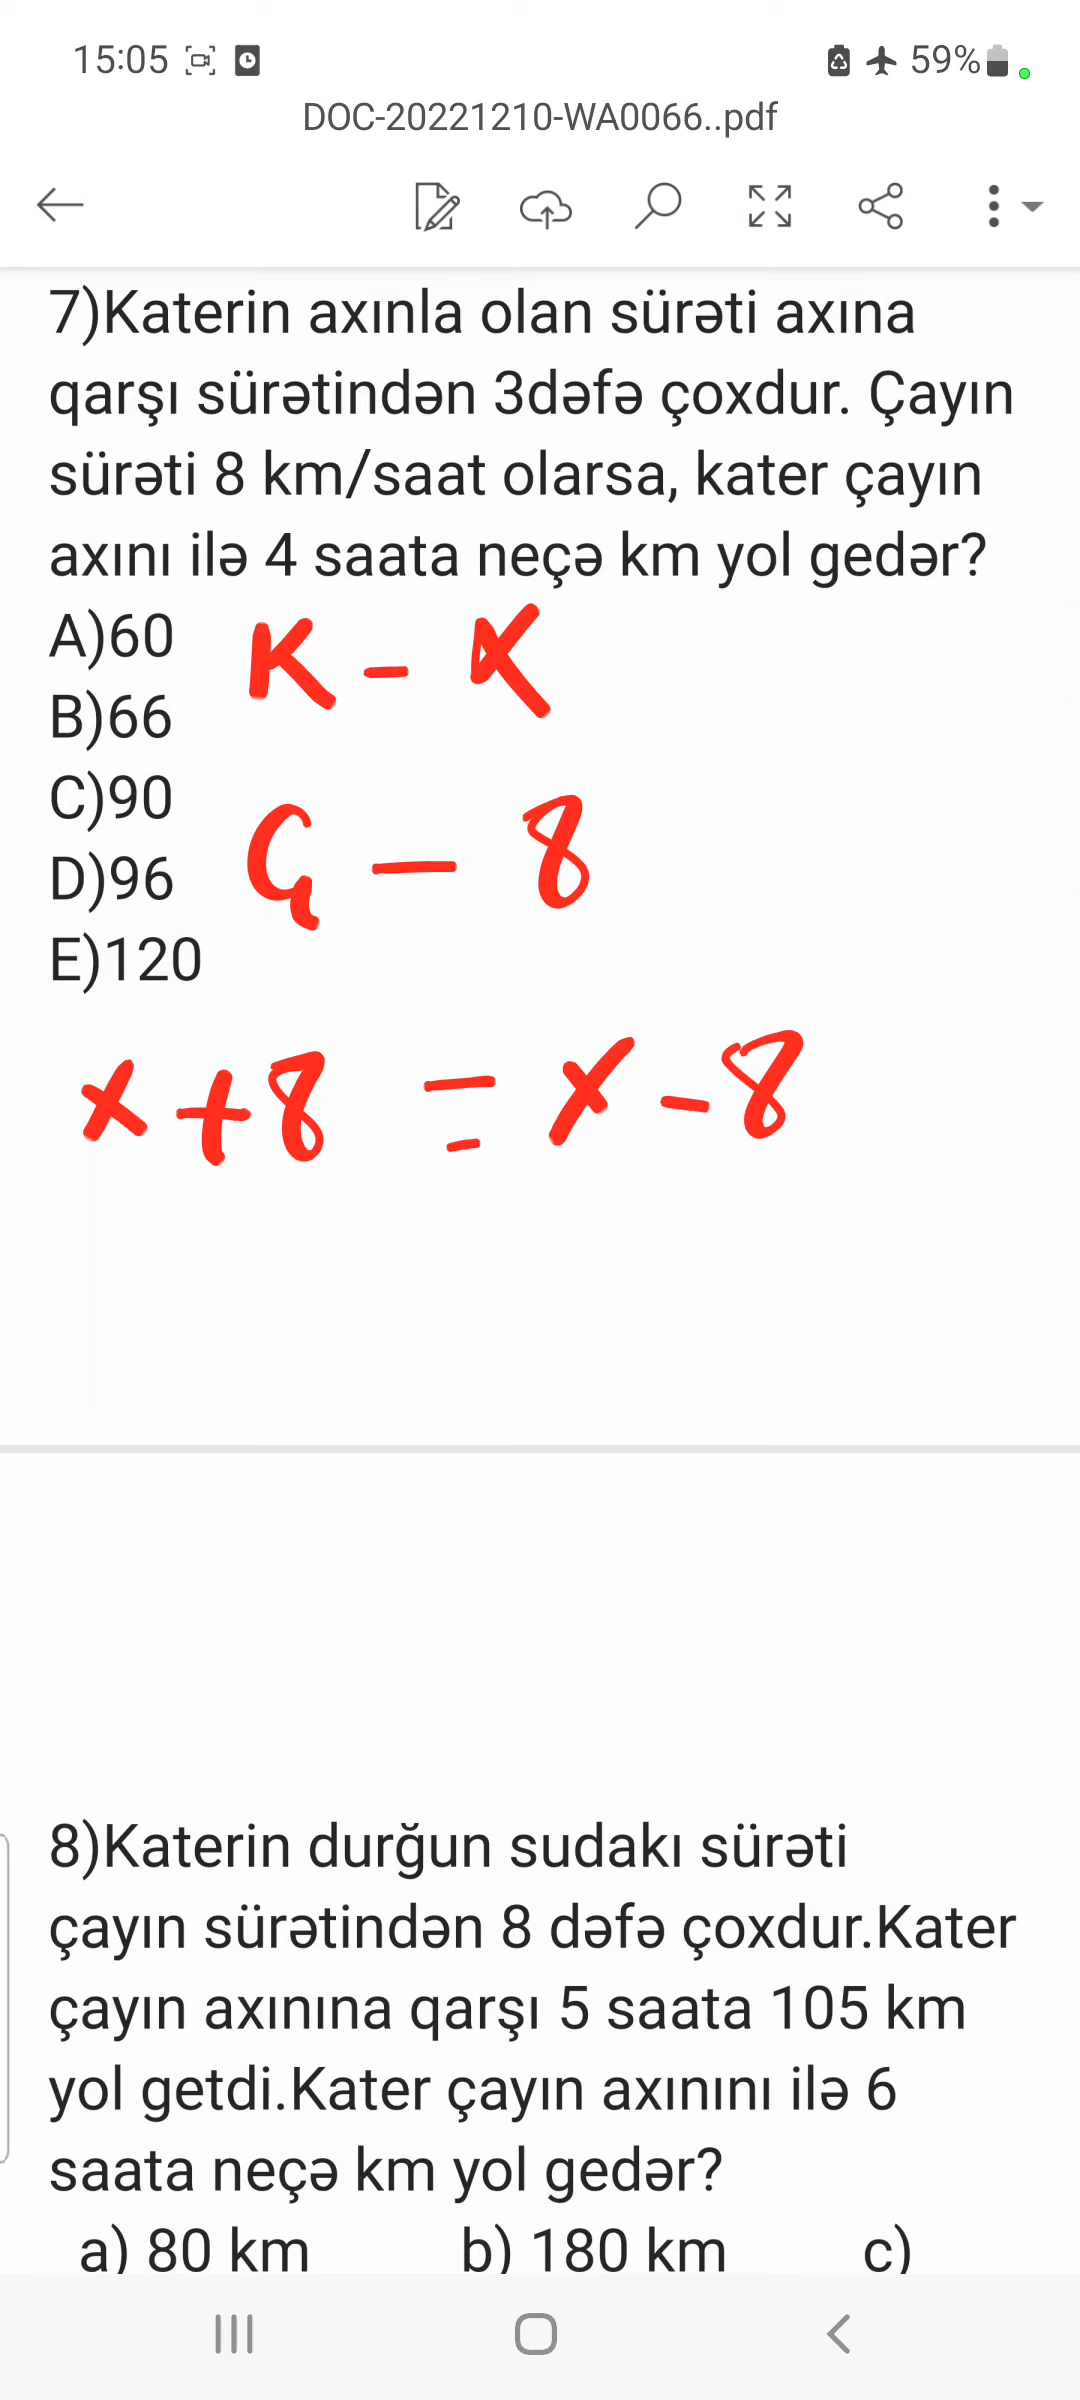 15:05 59%
DOC-20221210-WA0066..pdf
7)Katerin axınla olan sürəti axına
qarşı sürətindən 3dəfə çoxdur. Çayın
sürəti 8 km/saat olarsa, kater çayın
axını ilə 4 saata neçə km yol gedər?
A)60
K - X
B)66
C)90
Ç - 8
D)96
E)120
x + 8 = x - 8
8)Katerin durğun sudakı sürəti
çayın sürətindən 8 dəfə çoxdur.Kater
çayın axınına qarşı 5 saata 105 km
yol getdi.Kater çayın axınını ilə 6
saata neçə km yol gedər?
a) 80 km b) 180 km c)